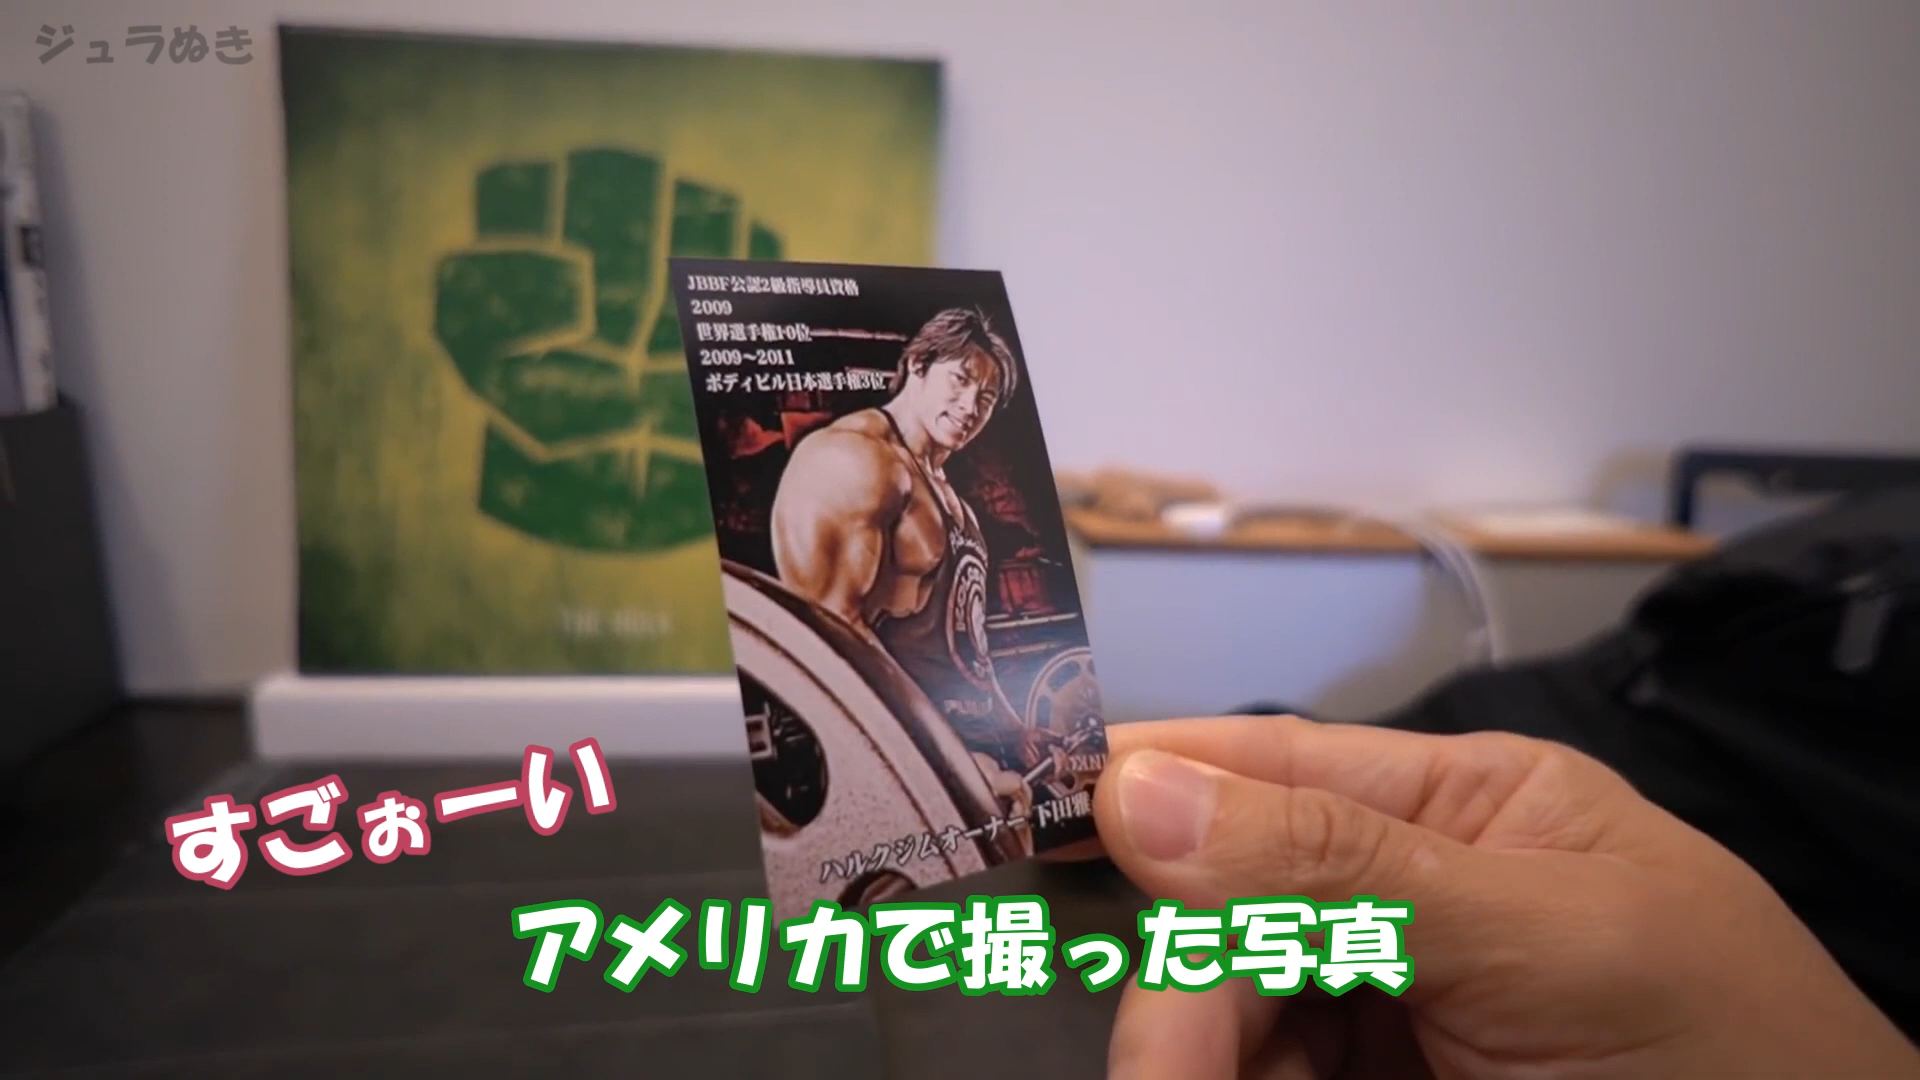 ジュラぬき
JBBF公認2級指導員資格
2009
世界選手権10位
2009～2011
ボディビル日本選手権3位
ハルクジムオーナー 下田雅
すごぉーい
アメリカで撮った写真